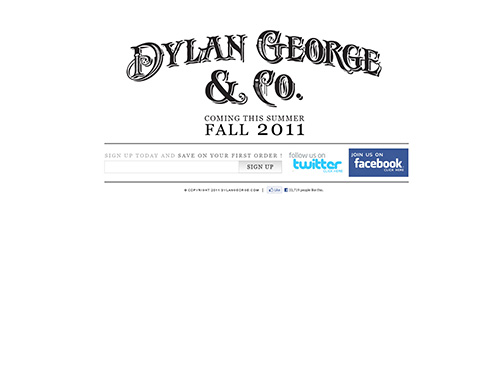 DYLAN GEORGE
& CO.
COMING THIS SUMMER
FALL 2011
SIGN UP TODAY AND SAVE ON YOUR FIRST ORDER !
SIGN UP
follow us on
twitter
CLICK HERE
JOIN US ON
facebook
CLICK HERE
© COPYRIGHT 2011 DYLANGEORGE.COM | Like people like this.